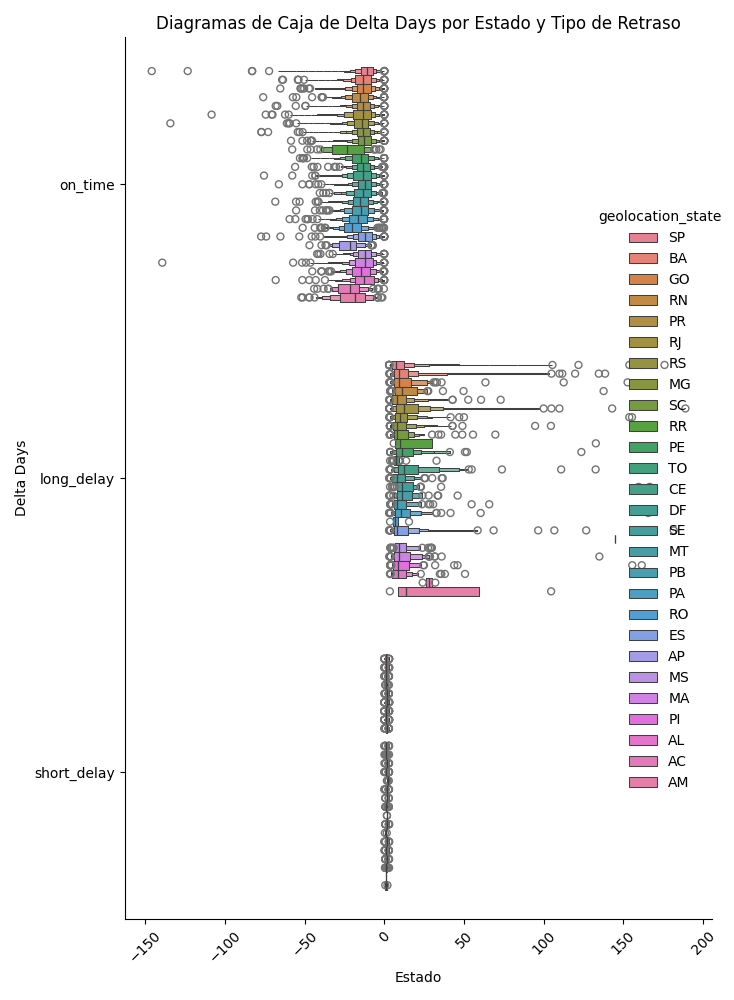 Diagramas de Caja de Delta Days por Estado y Tipo de Retraso
on_time
long_delay
short_delay
Delta Days
geolocation_state
SP
BA
GO
RN
PR
RJ
RS
MG
SC
RR
PE
TO
CE
DF
SE
MT
PB
PA
RO
ES
AP
MS
MA
PI
AL
AC
AM
−150
−100
−50
0
50
100
150
200
Estado